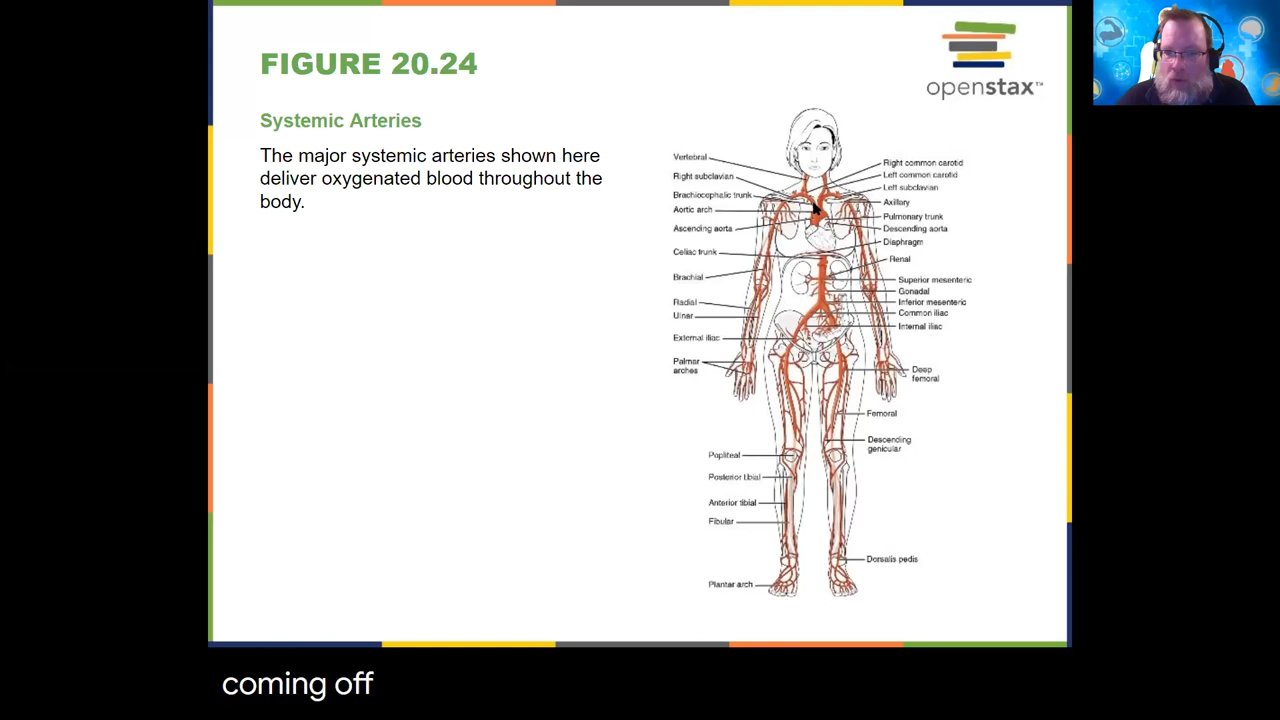 FIGURE 20.24
openstax™
Systemic Arteries
The major systemic arteries shown here
deliver oxygenated blood throughout the
body.
Vertebral
Right subclavian
Brachiocephalic trunk
Aortic arch
Ascending aorta
Celiac trunk
Brachial
Radial
Ulnar
External iliac
Palmar
arches
Popliteal
Posterior tibial
Anterior tibial
Fibular
Plantar arch
Right common carotid
Left common carotid
Left subclavian
Axillary
Pulmonary trunk
Descending aorta
Diaphragm
Renal
Superior mesenteric
Gonadal
Inferior mesenteric
Common iliac
Internal iliac
Deep
femoral
Femoral
Descending
genicular
Dorsalis pedis
coming off